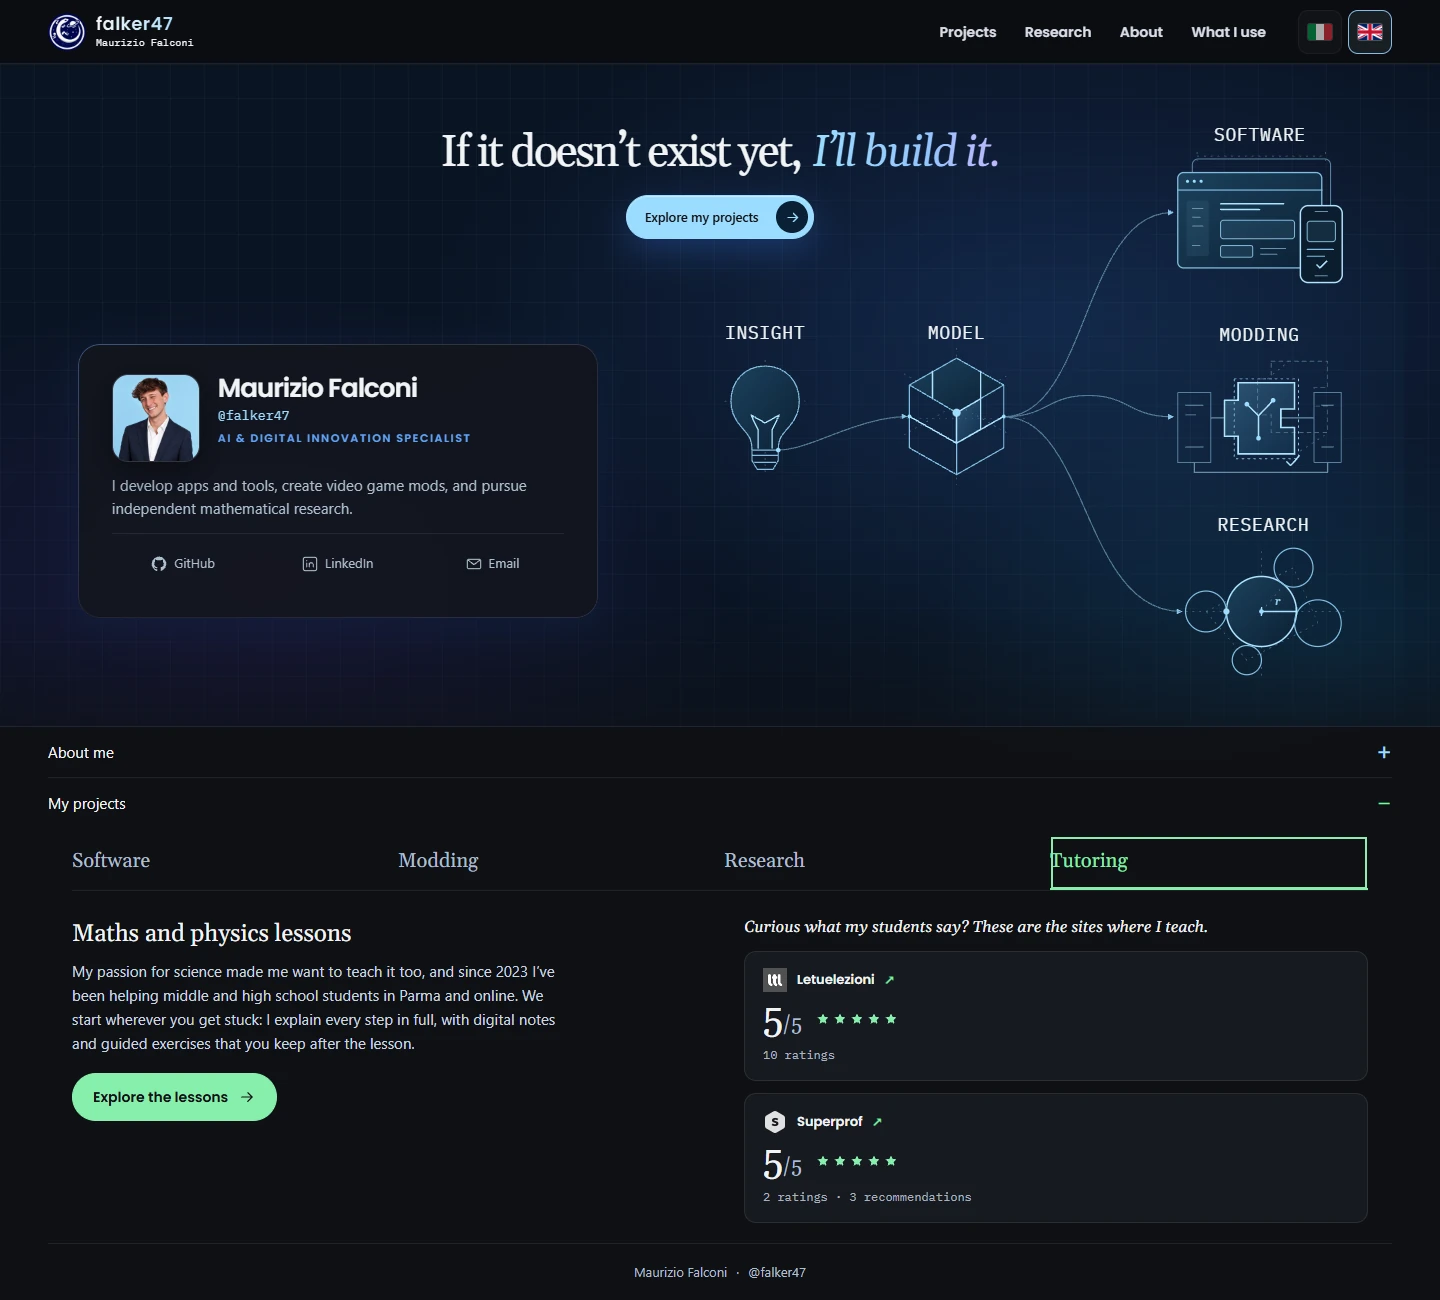 falker47
Maurizio Falconi
Projects
Research
About
What I use
If it doesn’t exist yet, I’ll build it.
Explore my projects →
SOFTWARE
INSIGHT
MODEL
MODDING
RESEARCH
r
Maurizio Falconi
@falker47
AI & DIGITAL INNOVATION SPECIALIST
I develop apps and tools, create video game mods, and pursue
independent mathematical research.
GitHub
LinkedIn
Email
About me +
My projects −
Software
Modding
Research
Tutoring
Maths and physics lessons
My passion for science made me want to teach it too, and since 2023 I’ve
been helping middle and high school students in Parma and online. We
start wherever you get stuck: I explain every step in full, with digital notes
and guided exercises that you keep after the lesson.
Explore the lessons →
Curious what my students say? These are the sites where I teach.
ltl Letuelezioni ↗
5/5 ★ ★ ★ ★ ★
10 ratings
S Superprof ↗
5/5 ★ ★ ★ ★ ★
2 ratings · 3 recommendations
Maurizio Falconi · @falker47